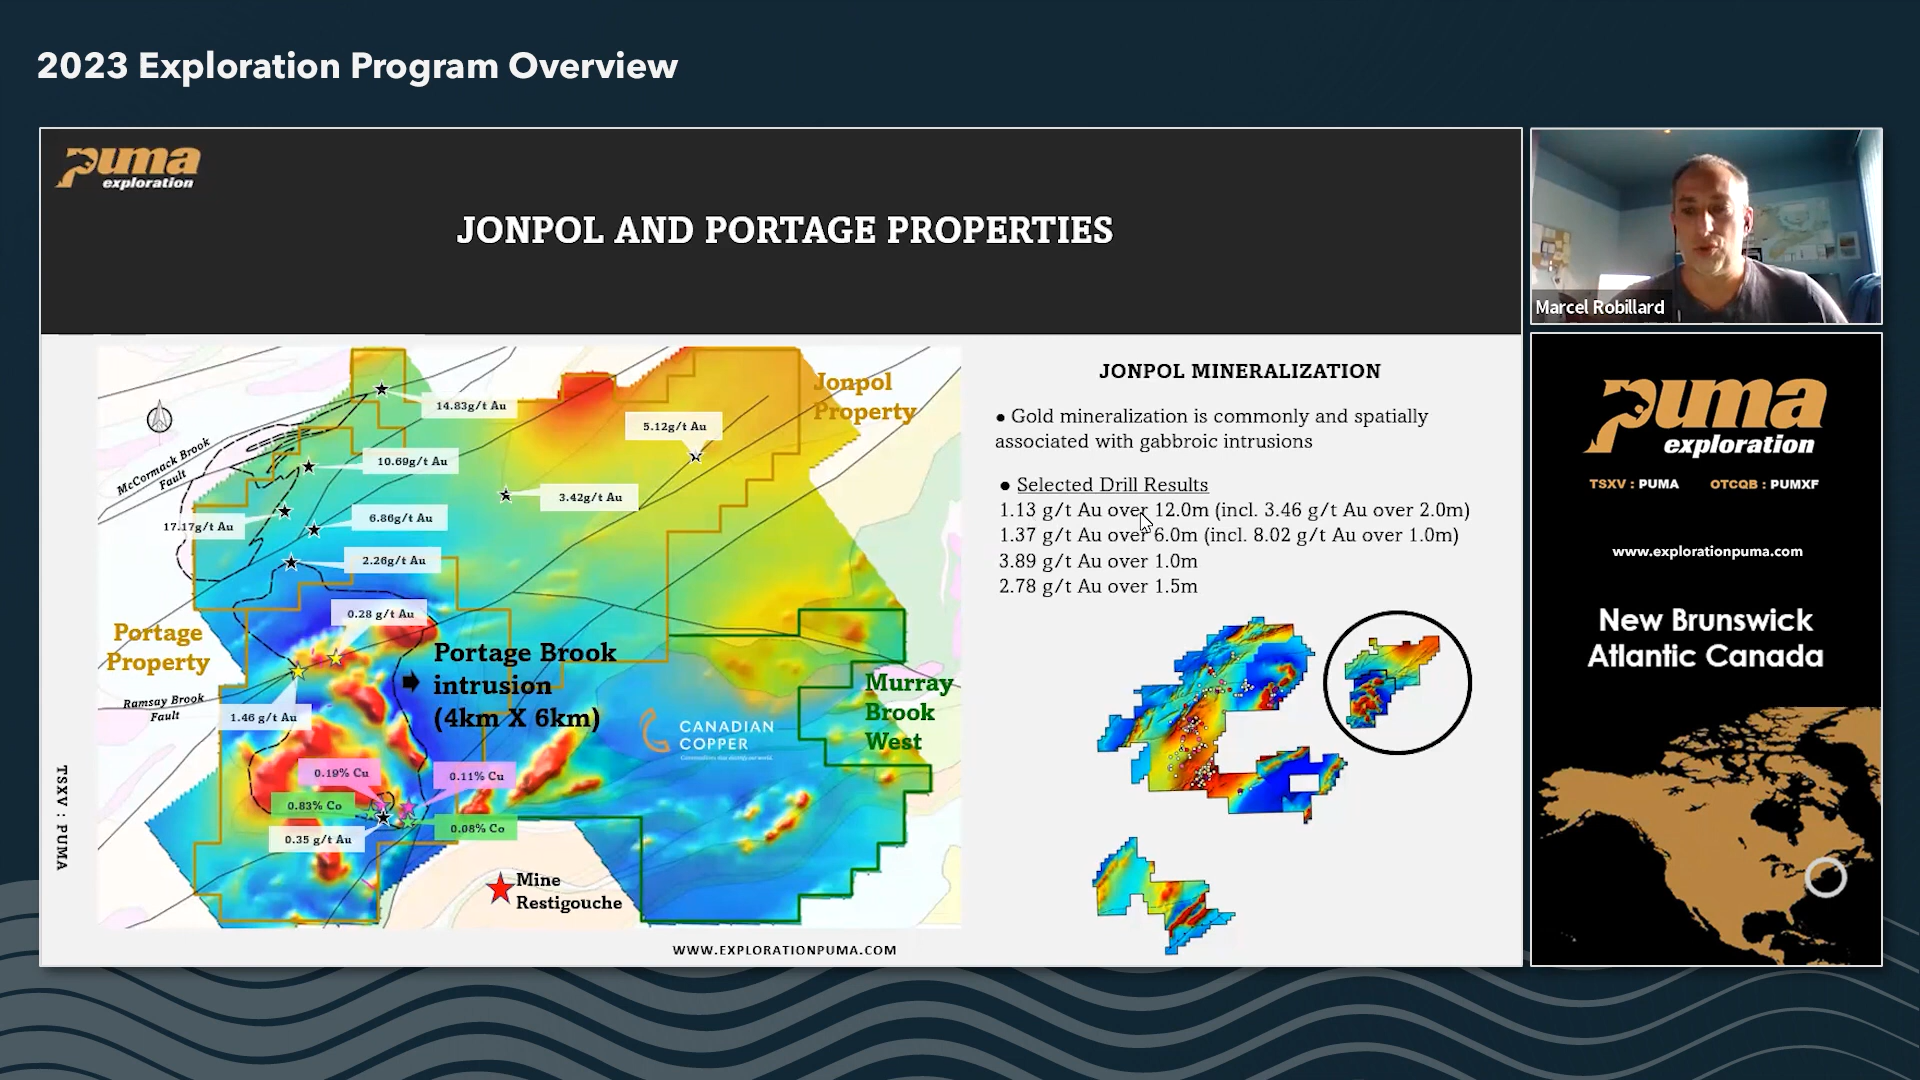 2023 Exploration Program Overview
puma
exploration
JONPOL AND PORTAGE PROPERTIES
Jonpol
Property
14.83g/t Au
5.12g/t Au
McCormack Brook
Fault
10.69g/t Au
3.42g/t Au
17.17g/t Au
6.86g/t Au
2.26g/t Au
0.28 g/t Au
Portage
Property
Portage Brook
intrusion
(4km X 6km)
Murray
Brook
West
Ramsay Brook
Fault
1.46 g/t Au
CANADIAN
COPPER
0.19% Cu
0.11% Cu
0.83% Co
0.08% Co
0.35 g/t Au
Mine
Restigouche
TSXV : PUMA
JONPOL MINERALIZATION
● Gold mineralization is commonly and spatially
associated with gabbroic intrusions
● Selected Drill Results
1.13 g/t Au over 12.0m (incl. 3.46 g/t Au over 2.0m)
1.37 g/t Au over 6.0m (incl. 8.02 g/t Au over 1.0m)
3.89 g/t Au over 1.0m
2.78 g/t Au over 1.5m
WWW.EXPLORATIONPUMA.COM
Marcel Robillard
puma
exploration
TSXV : PUMA OTCQB : PUMXF
www.explorationpuma.com
New Brunswick
Atlantic Canada